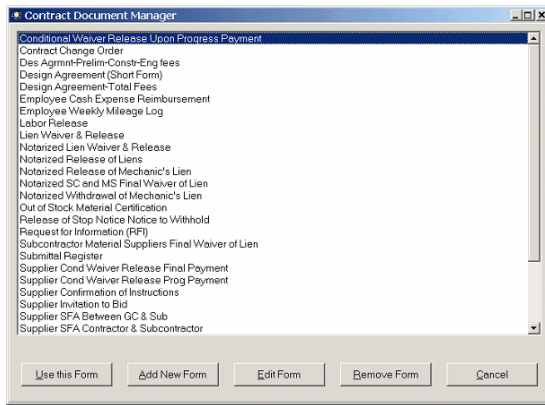 Contract Document Manager
Conditional Waiver Release Upon Progress Payment
Contract Change Order
Des Agrmnt-Prelim-Constr-Eng fees
Design Agreement (Short Form)
Design Agreement-Total Fees
Employee Cash Expense Reimbursement
Employee Weekly Mileage Log
Labor Release
Lien Waiver & Release
Notarized Lien Waiver & Release
Notarized Release of Liens
Notarized Release of Mechanic's Lien
Notarized SC and MS Final Waiver of Lien
Notarized Withdrawal of Mechanic's Lien
Out of Stock Material Certification
Release of Stop Notice Notice to Withhold
Request for Information (RFI)
Subcontractor Material Suppliers Final Waiver of Lien
Submittal Register
Supplier Cond Waiver Release Final Payment
Supplier Cond Waiver Release Prog Payment
Supplier Confirmation of Instructions
Supplier Invitation to Bid
Supplier SFA Between GC & Sub
Supplier SFA Contractor & Subcontractor
Use this Form Add New Form Edit Form Remove Form Cancel